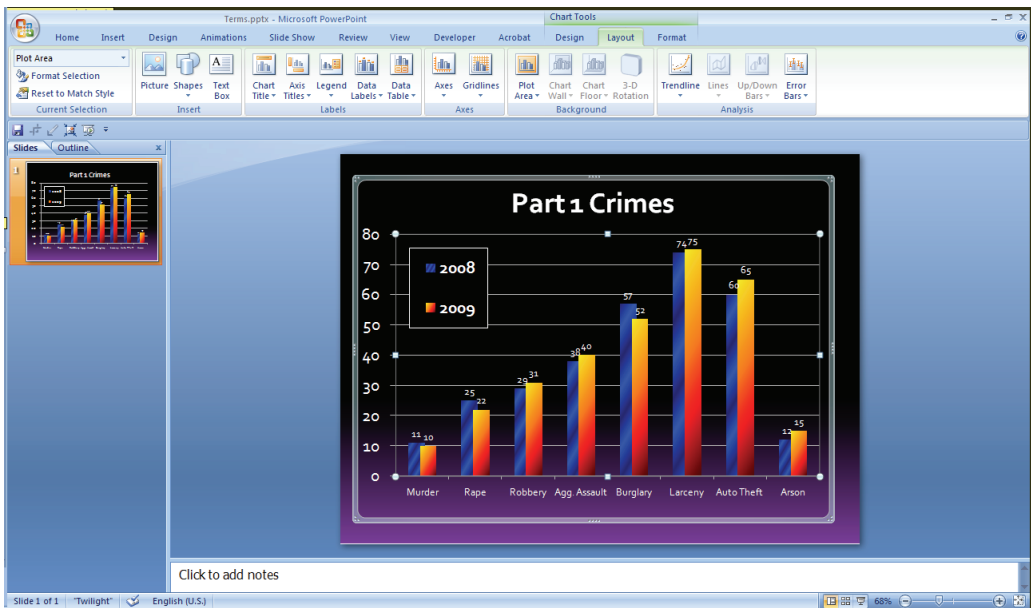 Terms.pptx - Microsoft PowerPoint
Chart Tools
Home Insert Design Animations Slide Show Review View Developer Acrobat Design Layout Format
Plot Area
Format Selection
Reset to Match Style
Current Selection
Picture Shapes Text Box
Insert
Chart Title Axis Titles Legend Data Labels Data Table
Labels
Axes Gridlines
Axes
Plot Area Chart Wall Chart Floor 3-D Rotation
Background
Trendline Lines Up/Down Bars Error Bars
Analysis
Slides Outline x
1
Part 1 Crimes
2008
2009
80
70
60
50
40
30
20
10
0
11 10
25 22
29 31
38 40
57 52
74 75
60 65
12 15
Murder Rape Robbery Agg. Assault Burglary Larceny Auto Theft Arson
Click to add notes
Slide 1 of 1 "Twilight" English (U.S.) 68%